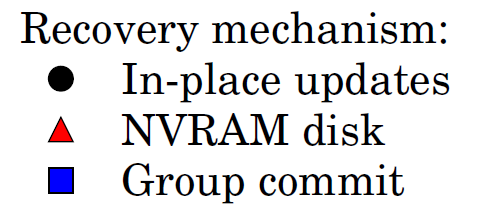 Recovery mechanism:
In-place updates
NVRAM disk
Group commit